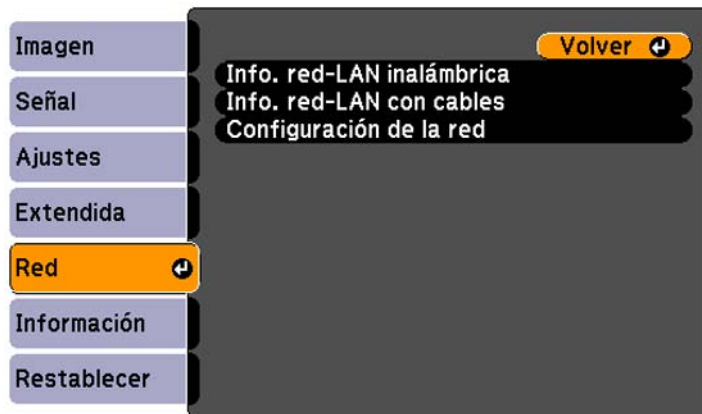 Imagen
Señal
Ajustes
Extendida
Red
Información
Restablecer
Volver
Info. red-LAN inalámbrica
Info. red-LAN con cables
Configuración de la red